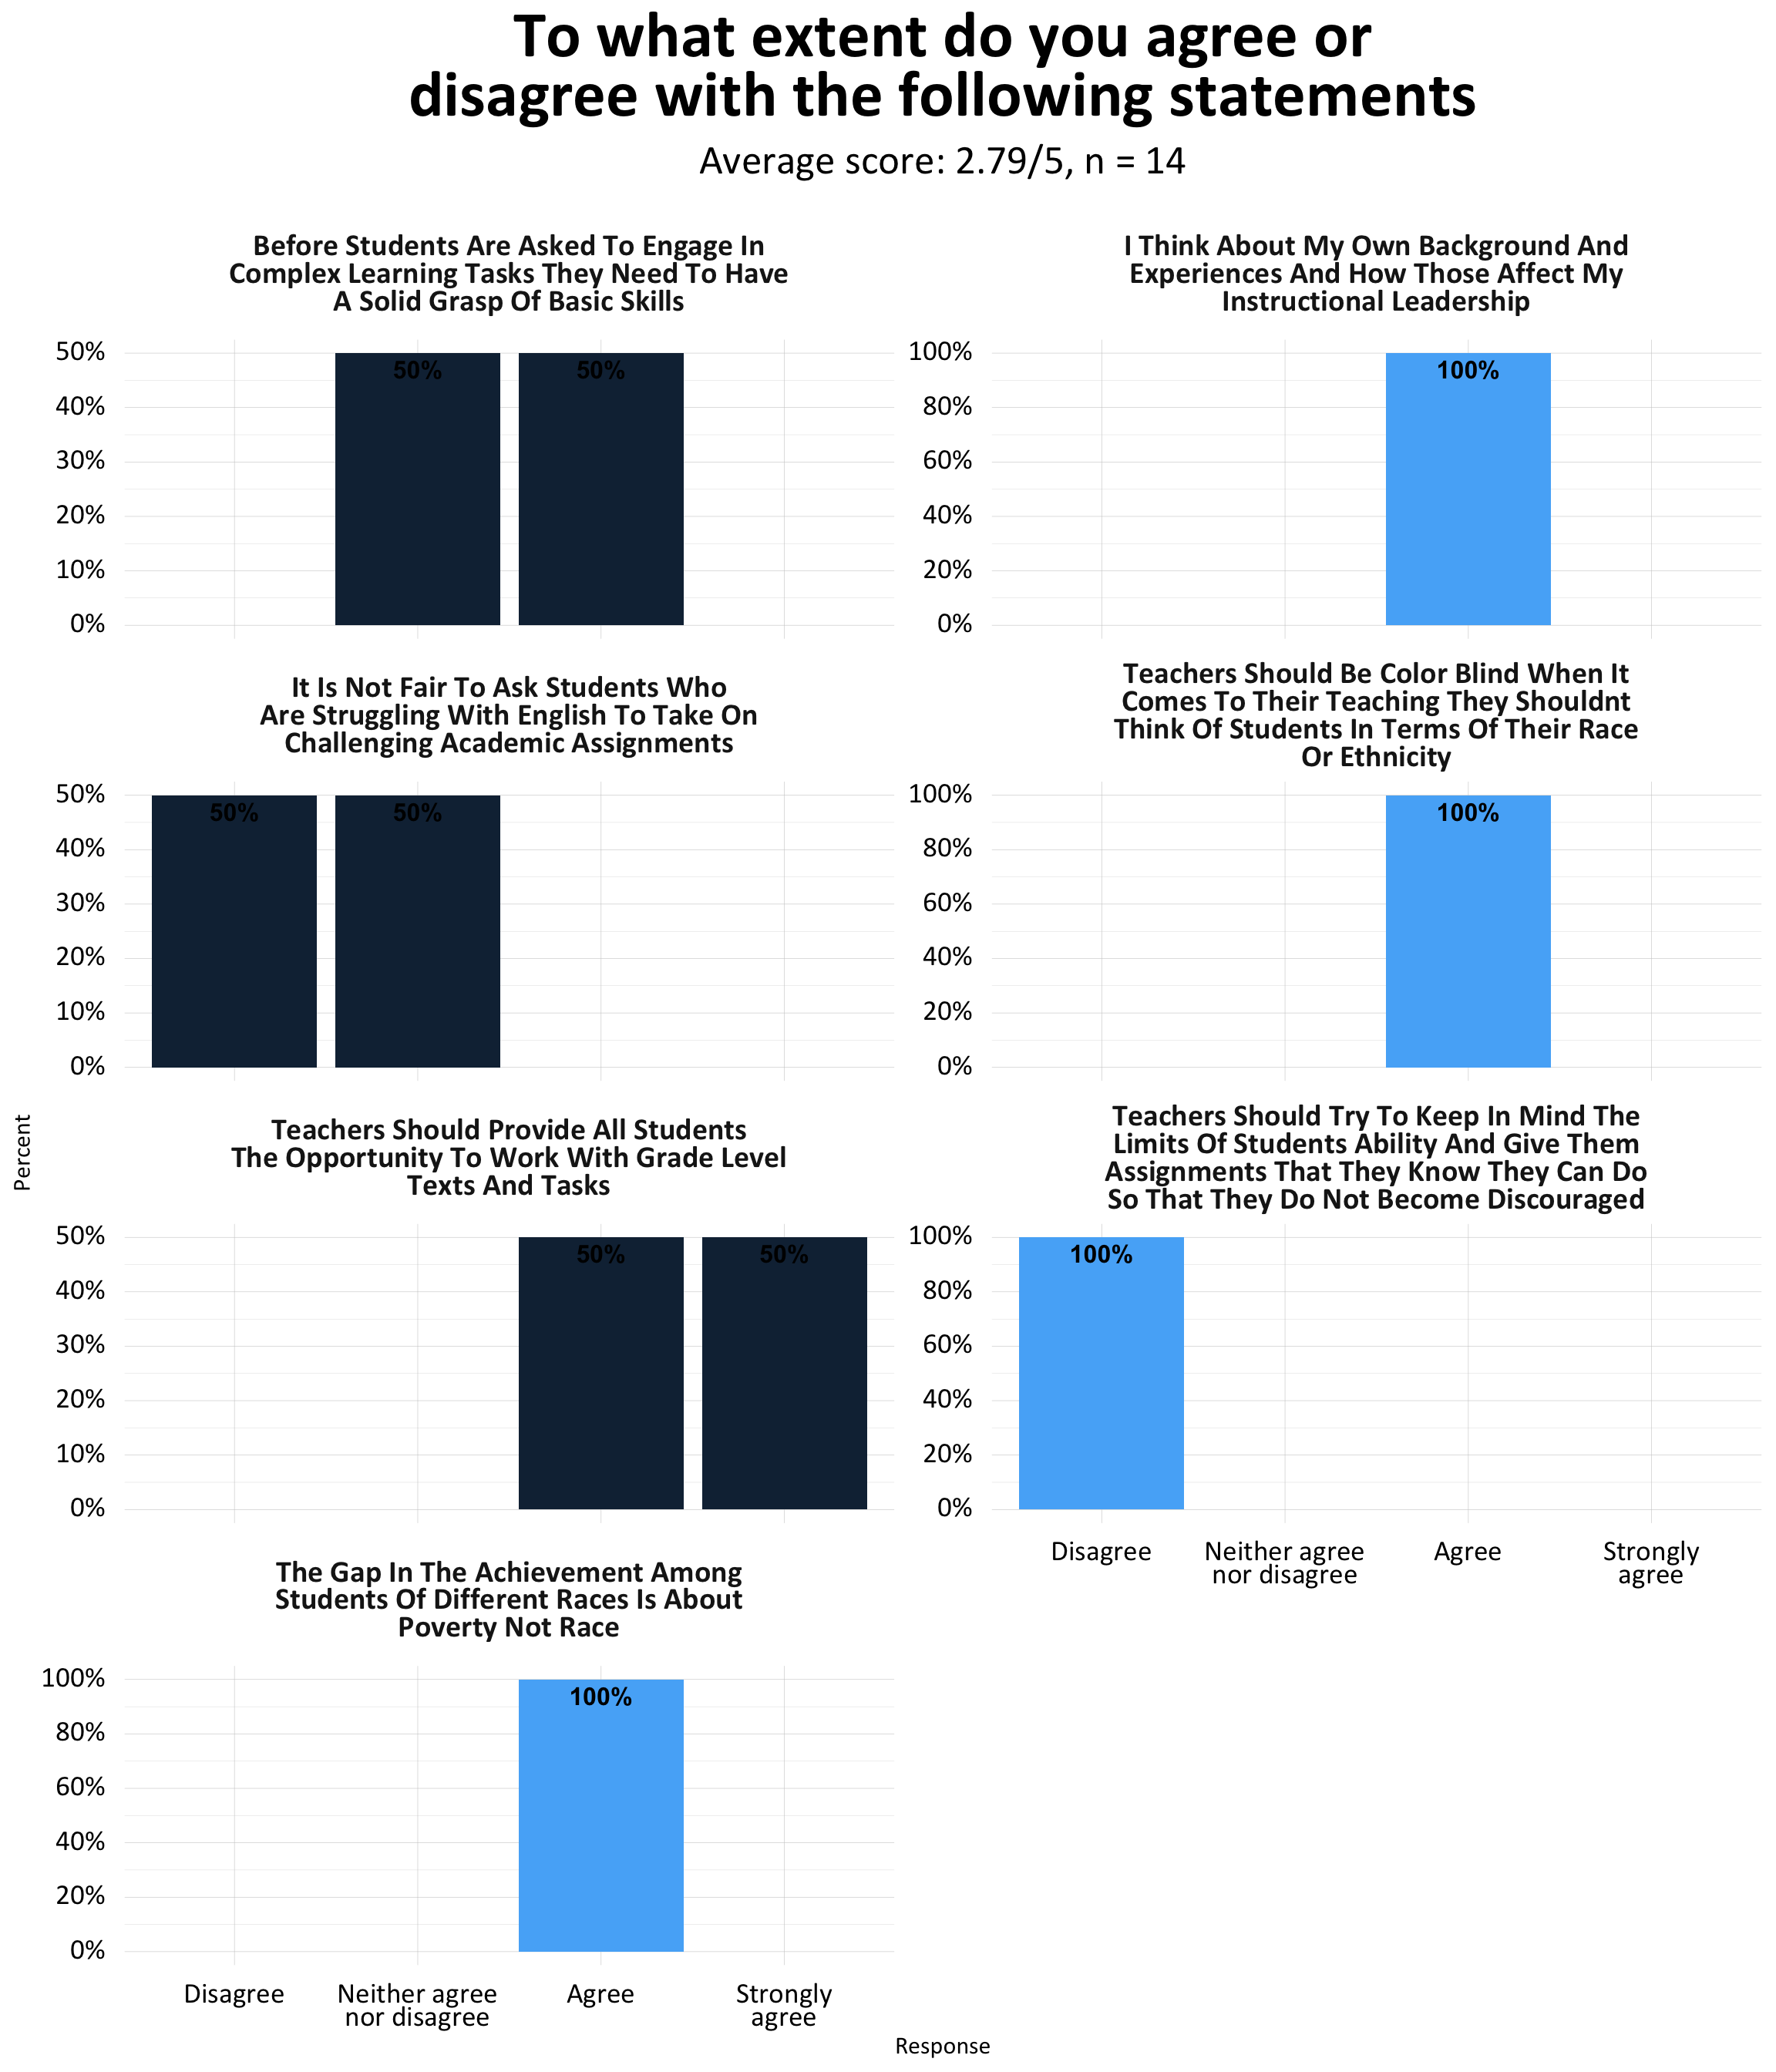 To what extent do you agree or
disagree with the following statements
Average score: 2.79/5, n = 14
Before Students Are Asked To Engage In
Complex Learning Tasks They Need To Have
A Solid Grasp Of Basic Skills
50%
40%
30%
20%
10%
0%
50%
50%
I Think About My Own Background And
Experiences And How Those Affect My
Instructional Leadership
100%
80%
60%
40%
20%
0%
100%
It Is Not Fair To Ask Students Who
Are Struggling With English To Take On
Challenging Academic Assignments
50%
40%
30%
20%
10%
0%
50%
50%
Teachers Should Be Color Blind When It
Comes To Their Teaching They Shouldnt
Think Of Students In Terms Of Their Race
Or Ethnicity
100%
80%
60%
40%
20%
0%
100%
Percent
Teachers Should Provide All Students
The Opportunity To Work With Grade Level
Texts And Tasks
50%
40%
30%
20%
10%
0%
50%
50%
Teachers Should Try To Keep In Mind The
Limits Of Students Ability And Give Them
Assignments That They Know They Can Do
So That They Do Not Become Discouraged
100%
80%
60%
40%
20%
0%
100%
Disagree
Neither agree
nor disagree
Agree
Strongly
agree
The Gap In The Achievement Among
Students Of Different Races Is About
Poverty Not Race
100%
80%
60%
40%
20%
0%
100%
Disagree
Neither agree
nor disagree
Agree
Strongly
agree
Response